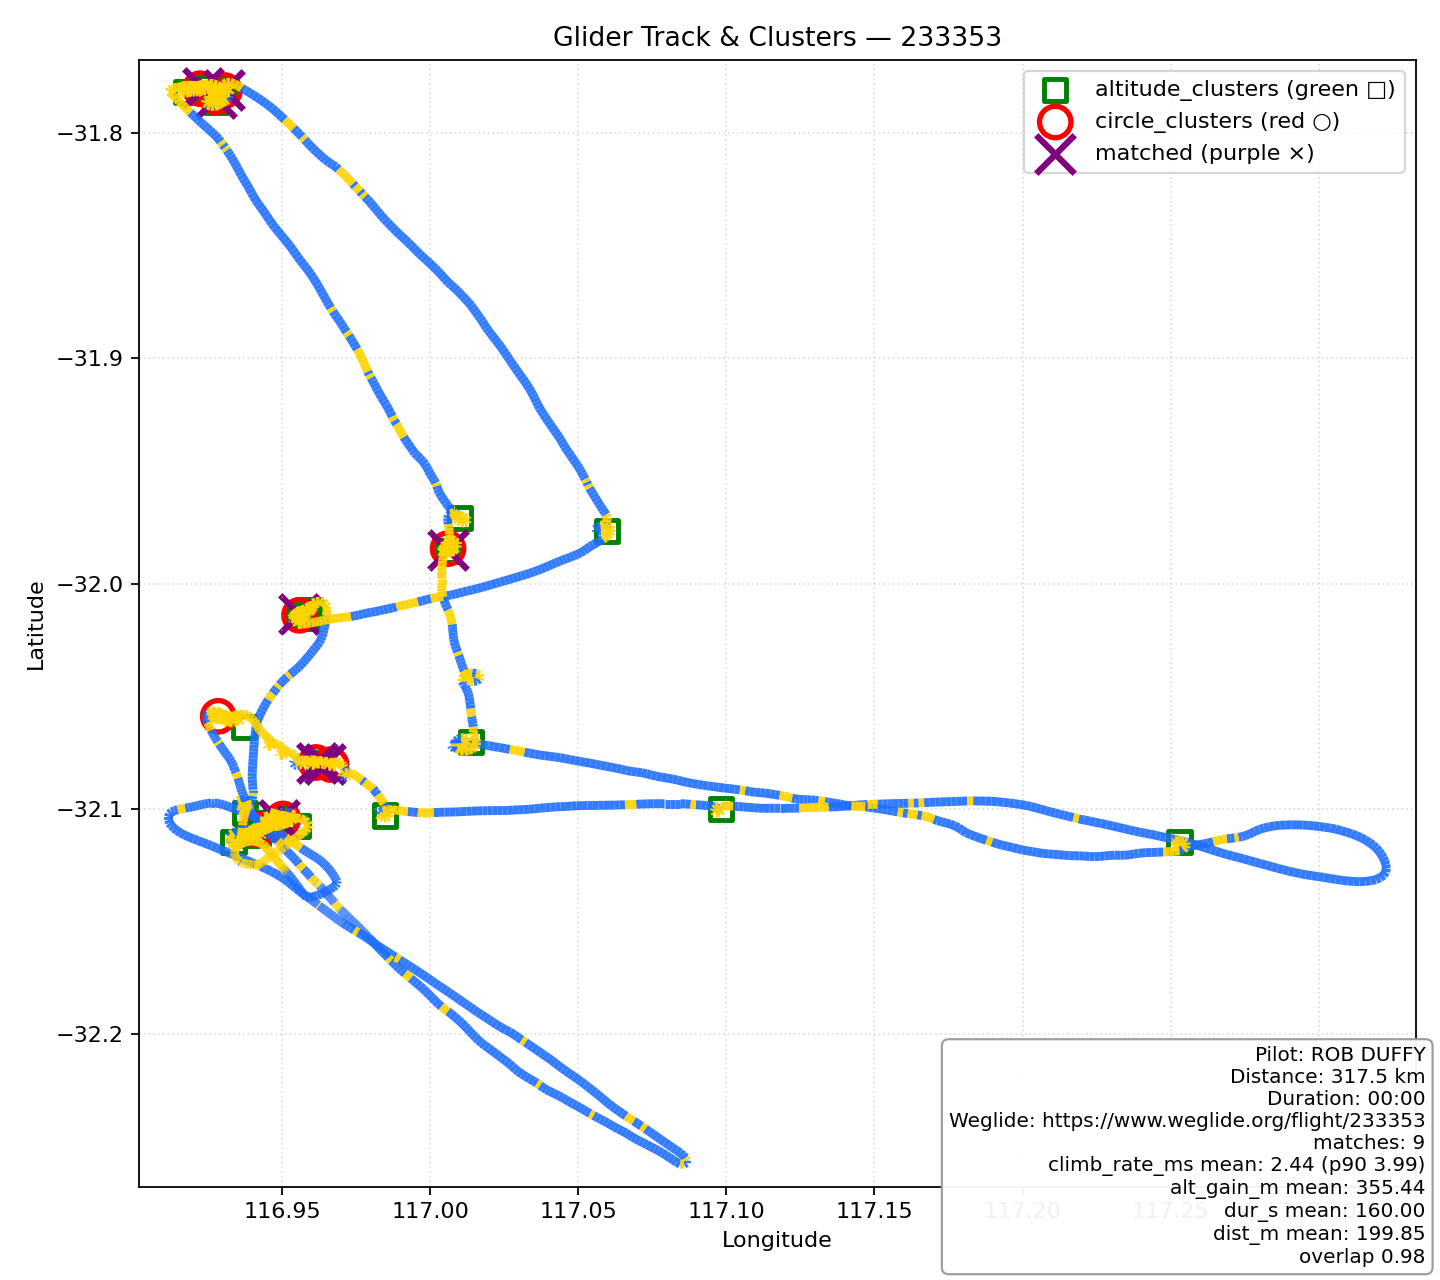 Glider Track & Clusters — 233353
altitude_clusters (green □)
circle_clusters (red ○)
matched (purple ×)
Latitude
−31.8
−31.9
−32.0
−32.1
−32.2
116.95
117.00
117.05
117.10
117.15
117.20
117.25
Longitude
Pilot: ROB DUFFY
Distance: 317.5 km
Duration: 00:00
Weglide: https://www.weglide.org/flight/233353
matches: 9
climb_rate_ms mean: 2.44 (p90 3.99)
alt_gain_m mean: 355.44
dur_s mean: 160.00
dist_m mean: 199.85
overlap 0.98